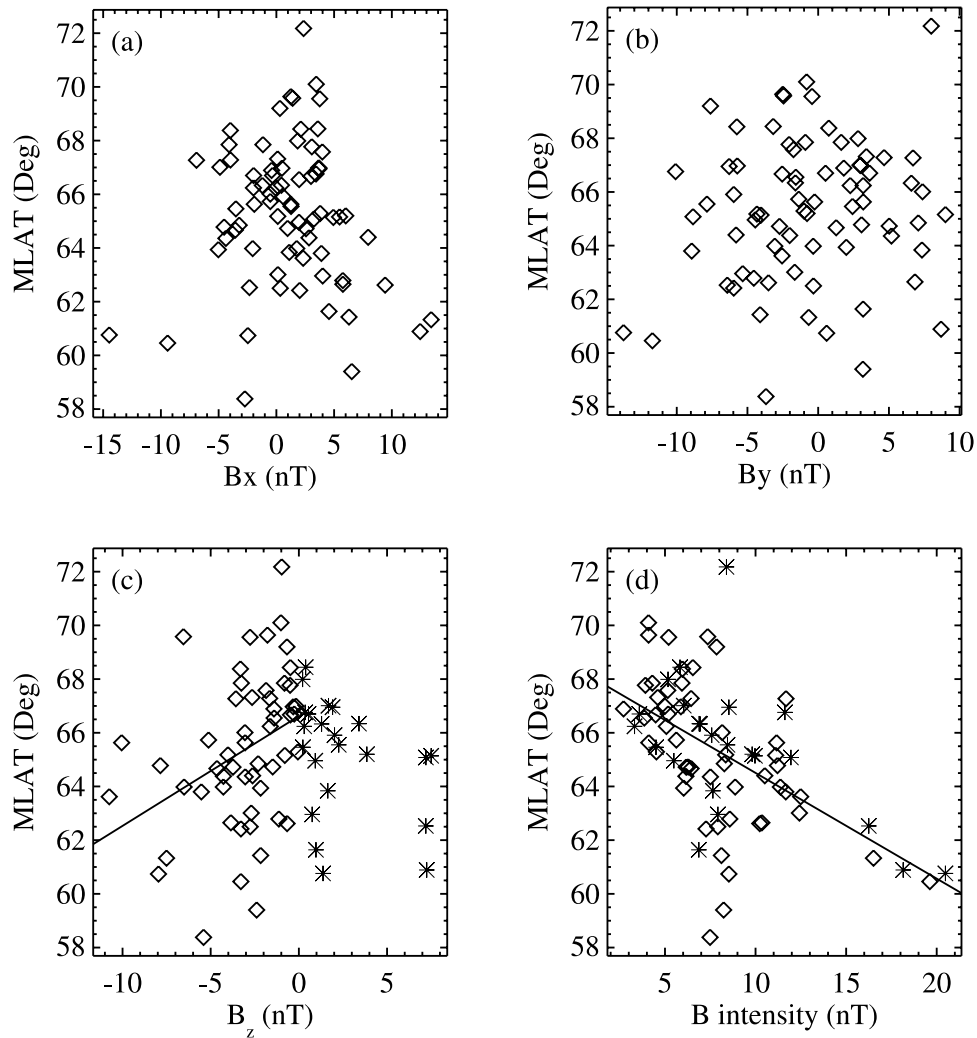 72
70
68
66
64
62
60
58
MLAT (Deg)
(a)
-15 -10 -5 0 5 10
Bx (nT)
72
70
68
66
64
62
60
58
MLAT (Deg)
(b)
-10 -5 0 5 10
By (nT)
72
70
68
66
64
62
60
58
MLAT (Deg)
(c)
-10 -5 0 5
Bz (nT)
72
70
68
66
64
62
60
58
MLAT (Deg)
(d)
5 10 15 20
B intensity (nT)